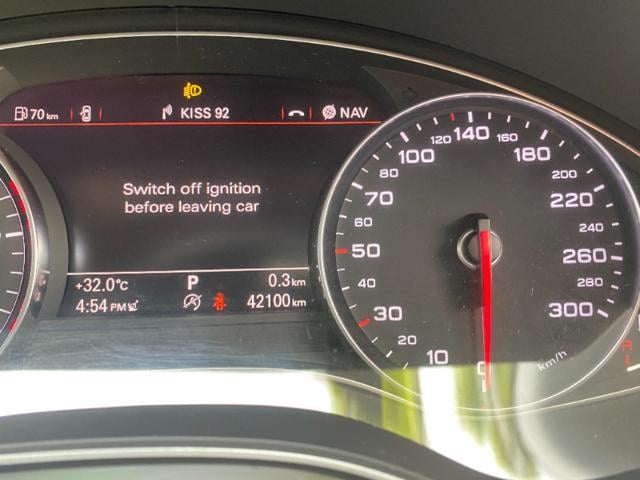 70 km
KISS 92
NAV
Switch off ignition
before leaving car
+32.0°C
P
0.3 km
4:54 PM
42100 km
0
10
20
30
40
50
60
70
80
100
120
140
160
180
200
220
240
260
280
300
km/h
A